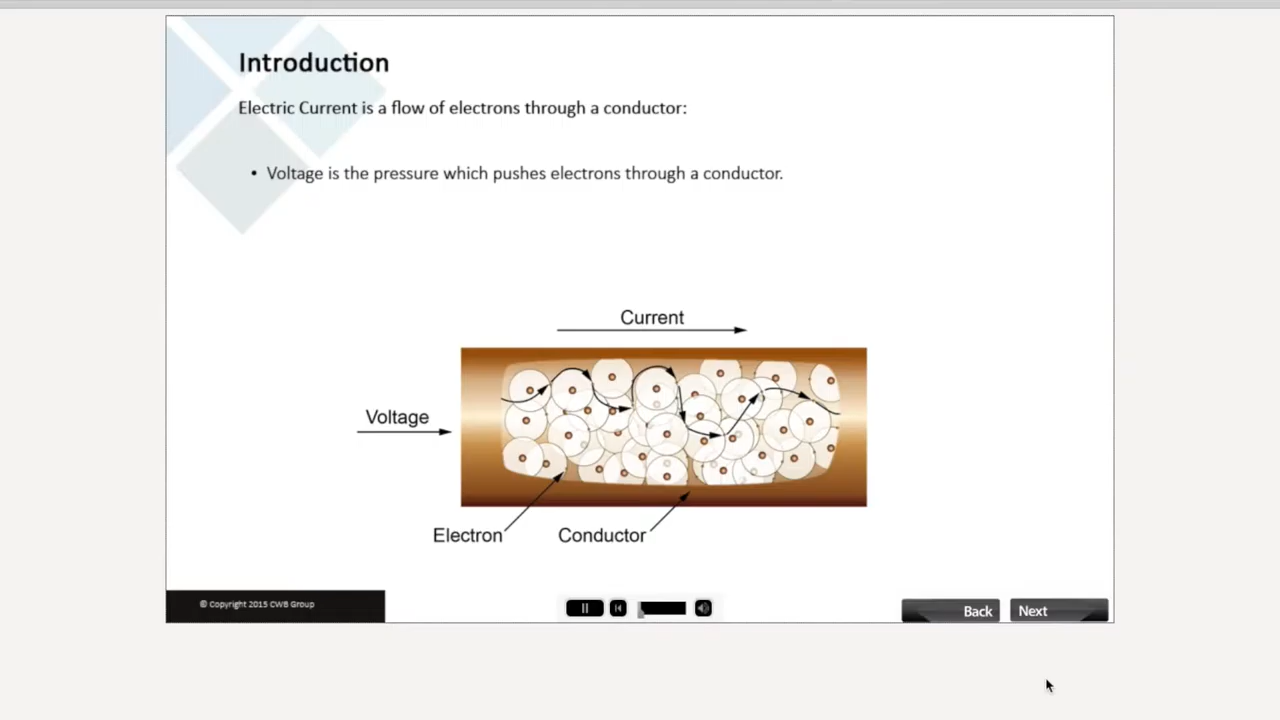 Introduction
Electric Current is a flow of electrons through a conductor:
• Voltage is the pressure which pushes electrons through a conductor.
Current
Voltage
Electron
Conductor
© Copyright 2015 CWB Group
Back
Next